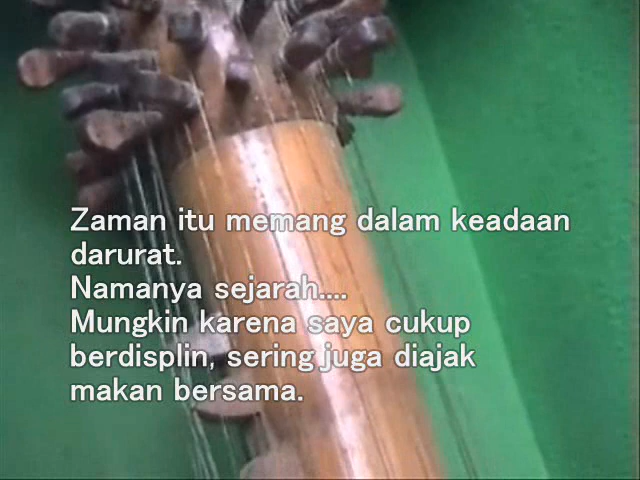 Zaman itu memang dalam keadaan
darurat.
Namanya sejarah....
Mungkin karena saya cukup
berdisplin, sering juga diajak
makan bersama.